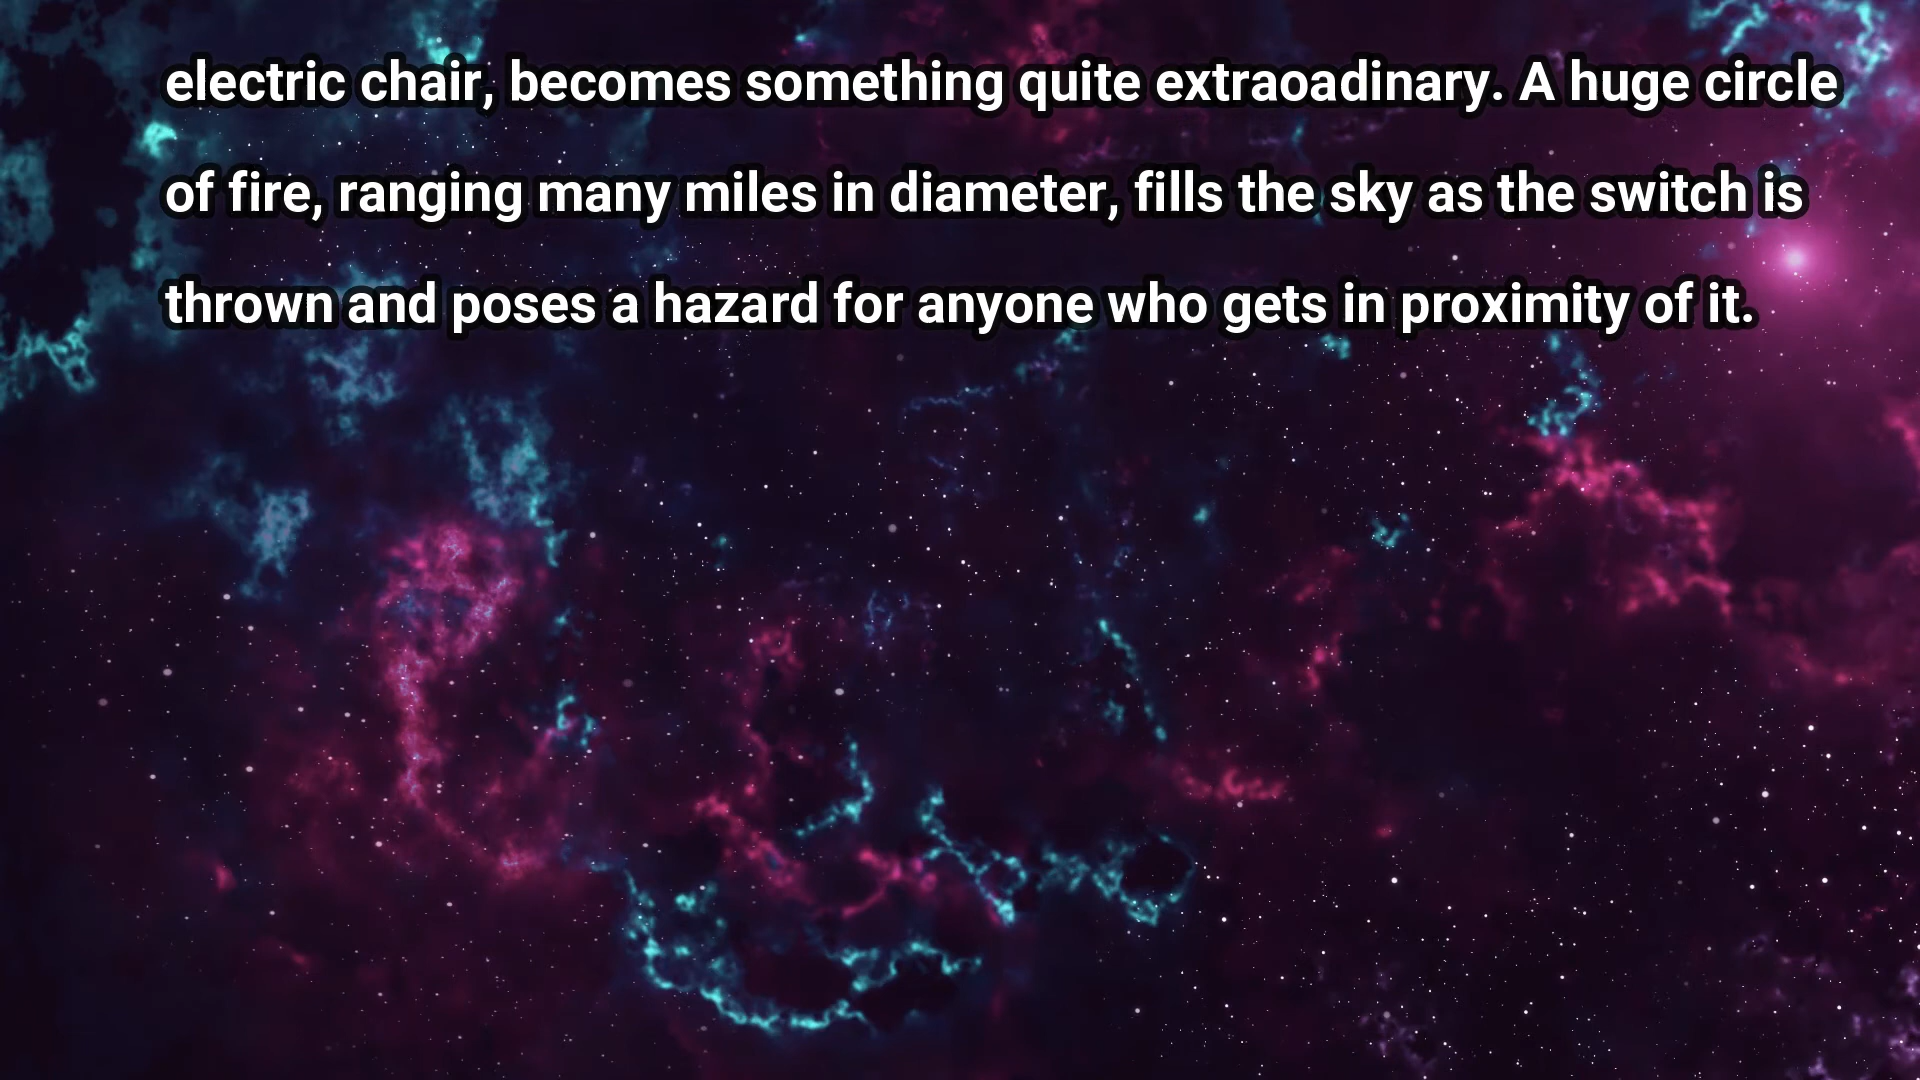 electric chair, becomes something quite extraoadinary. A huge circle
of fire, ranging many miles in diameter, fills the sky as the switch is
thrown and poses a hazard for anyone who gets in proximity of it.